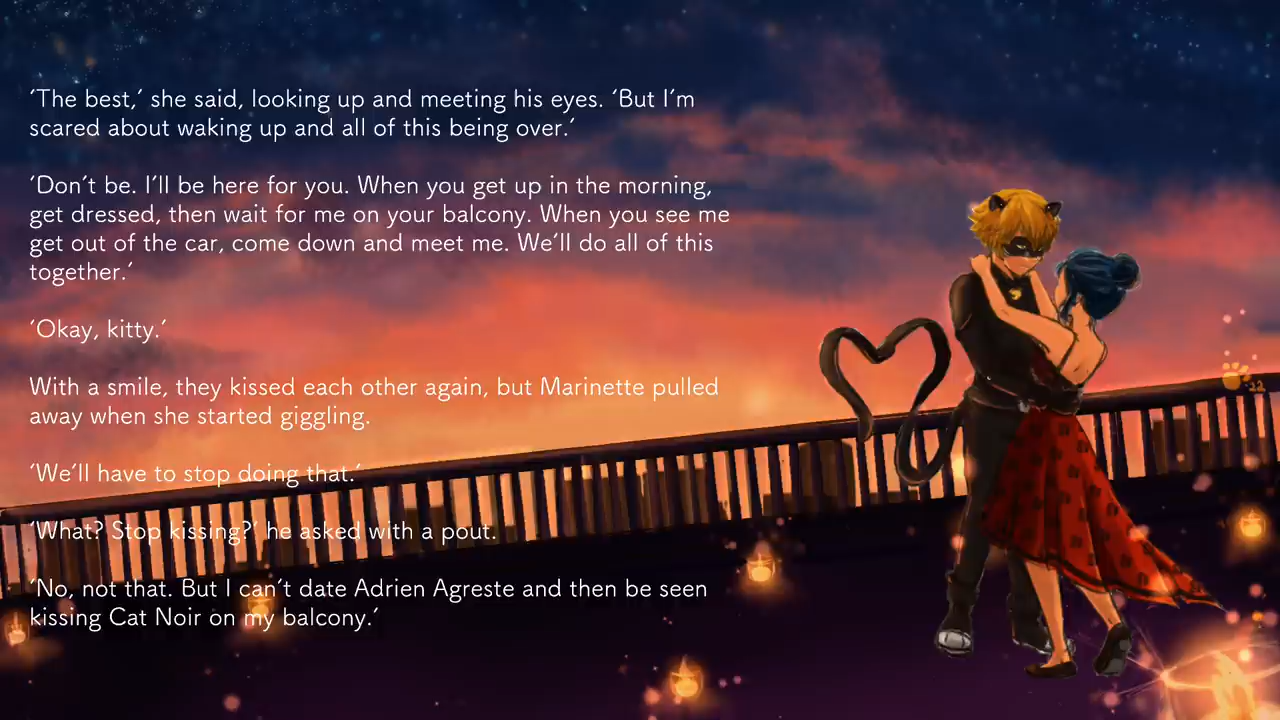 ‘The best,’ she said, looking up and meeting his eyes. ‘But I’m
scared about waking up and all of this being over.’
‘Don’t be. I’ll be here for you. When you get up in the morning,
get dressed, then wait for me on your balcony. When you see me
get out of the car, come down and meet me. We’ll do all of this
together.’
‘Okay, kitty.’
With a smile, they kissed each other again, but Marinette pulled
away when she started giggling.
‘We’ll have to stop doing that.’
‘What? Stop kissing?’ he asked with a pout.
‘No, not that. But I can’t date Adrien Agreste and then be seen
kissing Cat Noir on my balcony.’